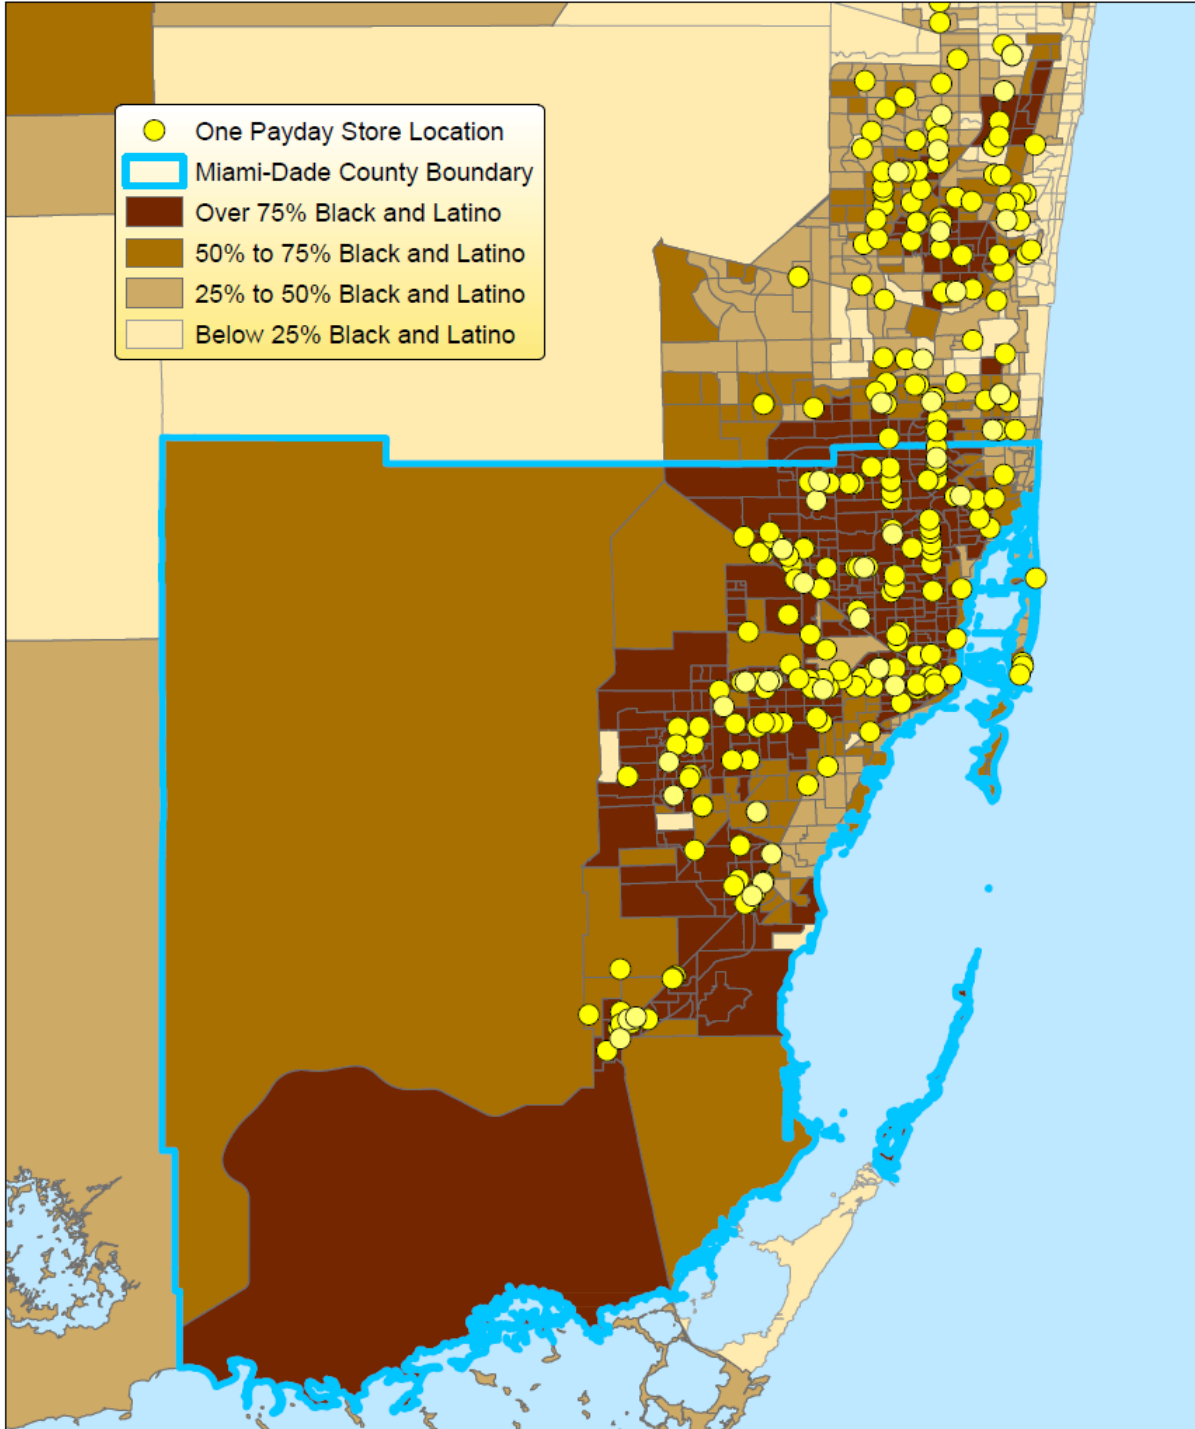 One Payday Store Location
Miami-Dade County Boundary
Over 75% Black and Latino
50% to 75% Black and Latino
25% to 50% Black and Latino
Below 25% Black and Latino